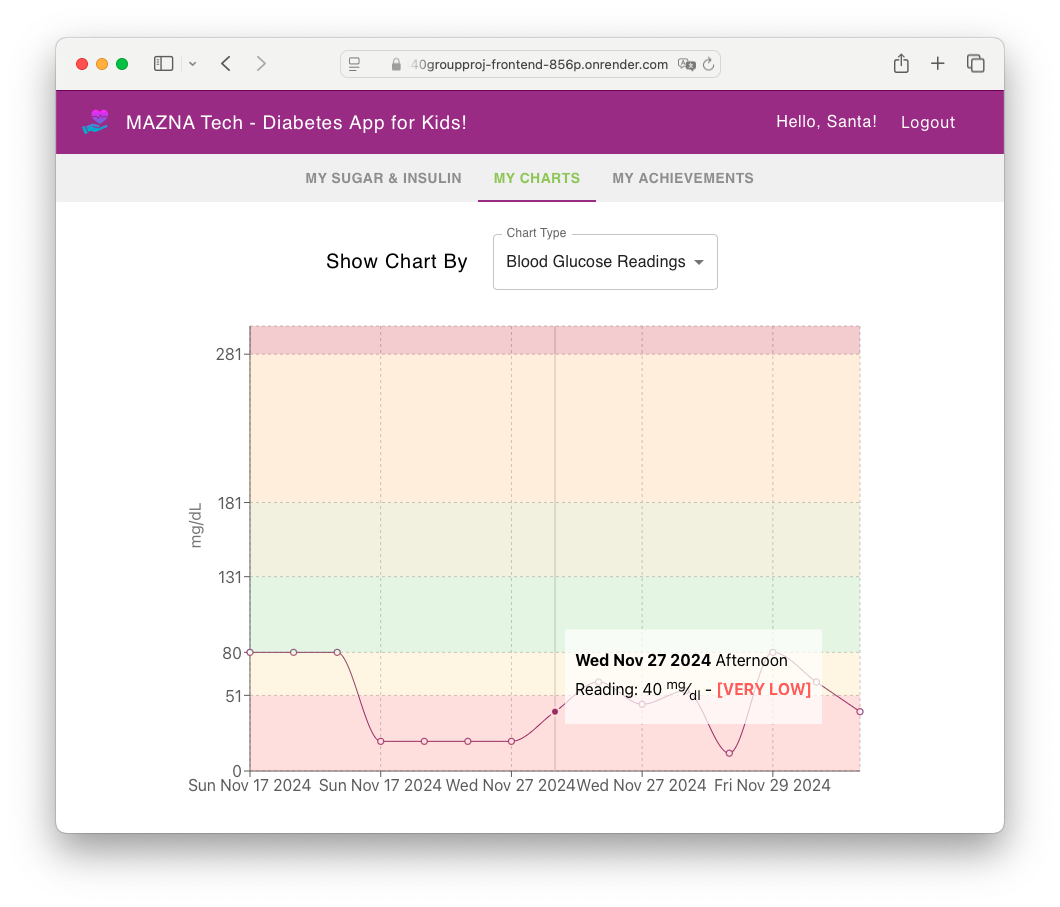 40groupproj-frontend-856p.onrender.com
MAZNA Tech - Diabetes App for Kids!
Hello, Santa!
Logout
MY SUGAR & INSULIN
MY CHARTS
MY ACHIEVEMENTS
Show Chart By
Chart Type
Blood Glucose Readings
mg/dL
281
181
131
80
51
0
Wed Nov 27 2024 Afternoon
Reading: 40 mg/dl - [VERY LOW]
Sun Nov 17 2024
Sun Nov 17 2024
Wed Nov 27 2024
Wed Nov 27 2024
Fri Nov 29 2024